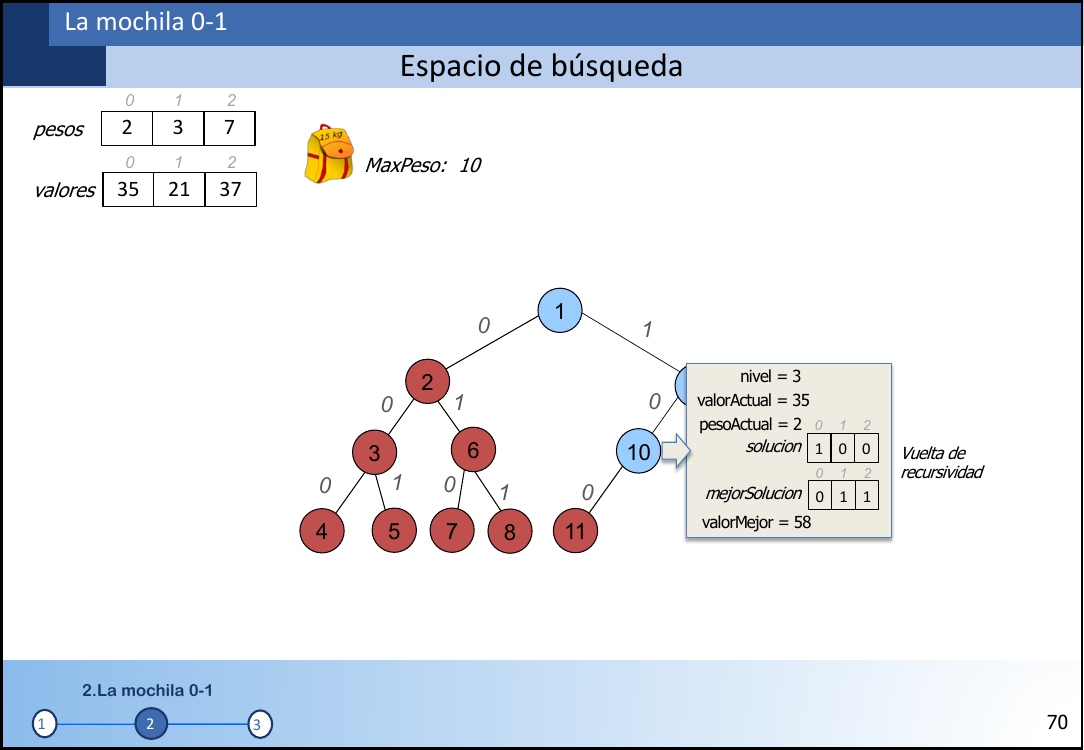 La mochila 0-1
Espacio de búsqueda
0 1 2
pesos 2 3 7
0 1 2
valores 35 21 37
15 kg
MaxPeso: 10
1
0 1
2
0 1 0
3 6 10
0 1 0 1 0
4 5 7 8 11
nivel = 3
valorActual = 35
pesoActual = 2 0 1 2
solucion 1 0 0
0 1 2
mejorSolucion 0 1 1
valorMejor = 58
Vuelta de
recursividad
2.La mochila 0-1
1 2 3
70